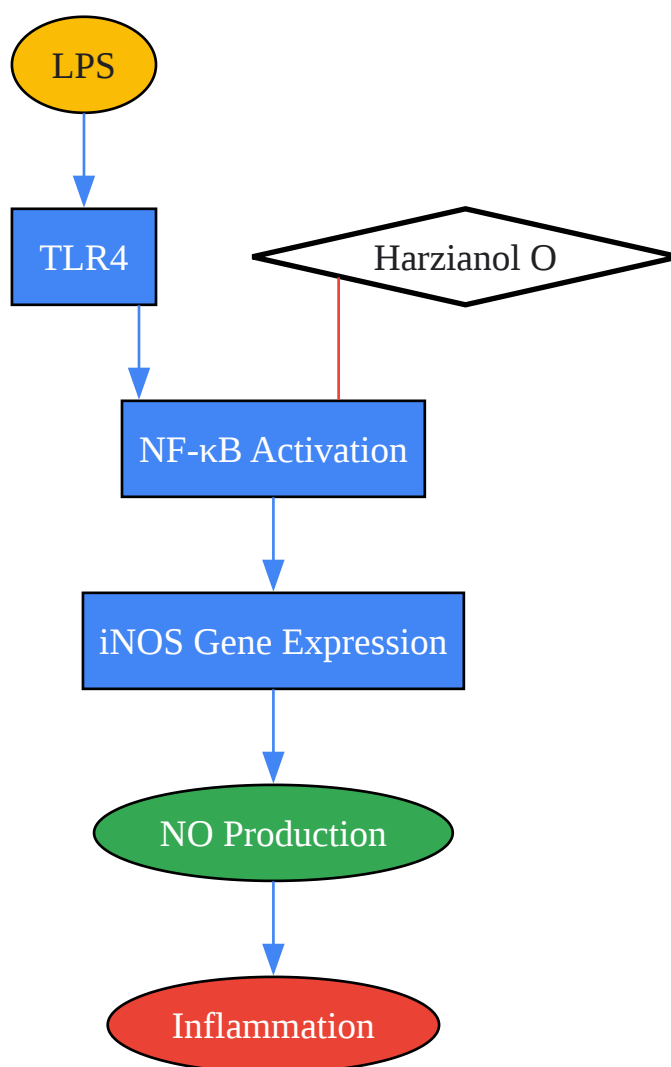 LPS
TLR4
Harzianol O
NF-κB Activation
iNOS Gene Expression
NO Production
Inflammation